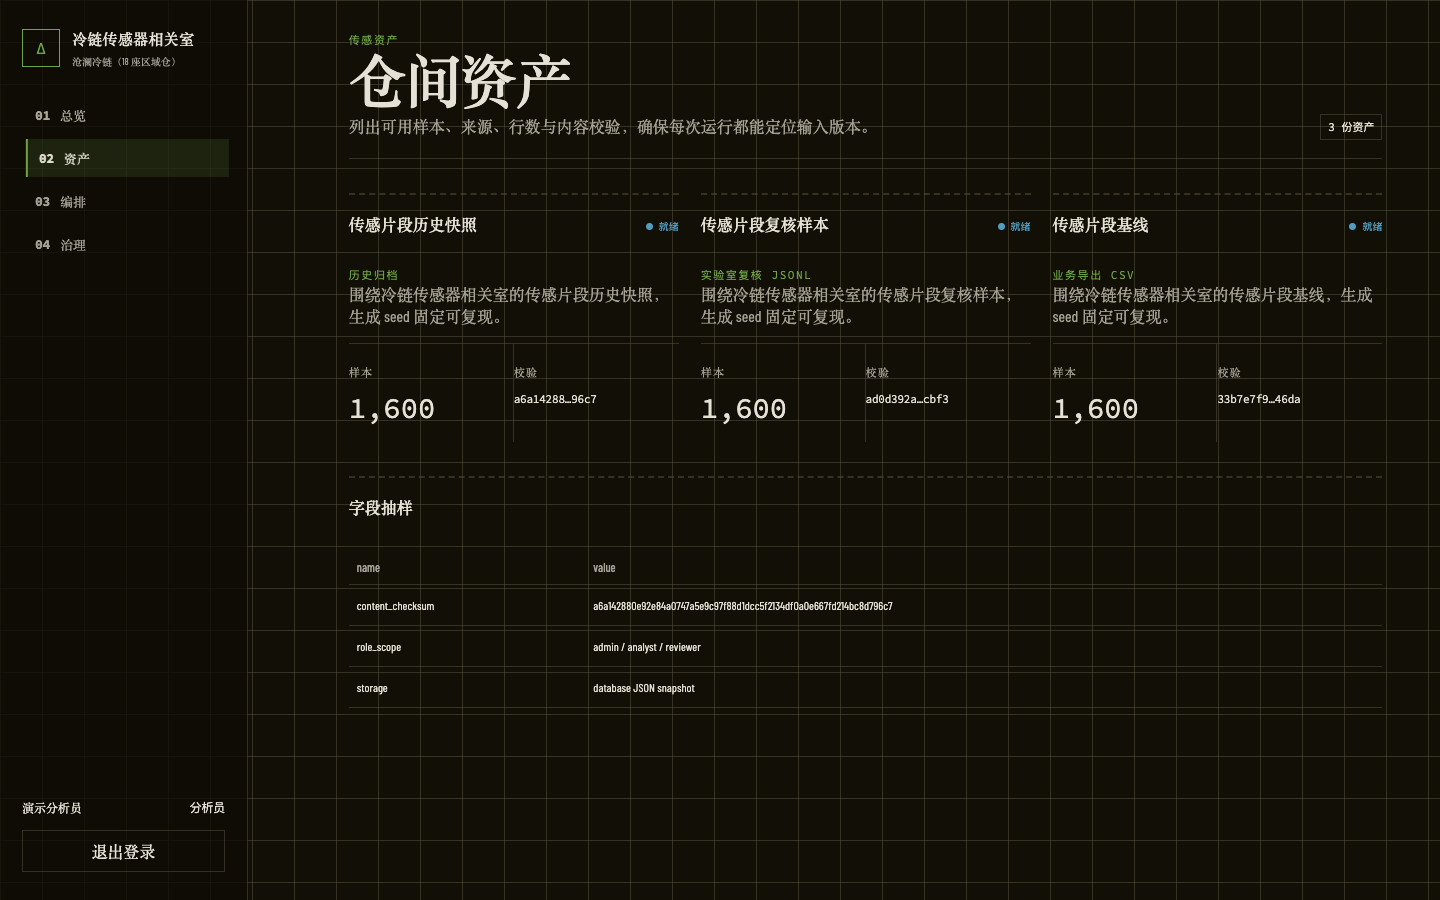 Δ
冷链传感器相关室
沧澜冷链（18 座区域仓）
01 总览
02 资产
03 编排
04 治理
演示分析员 分析员
退出登录
传感资产
仓间资产
列出可用样本、来源、行数与内容校验，确保每次运行都能定位输入版本。
3 份资产
传感片段历史快照
就绪
历史归档
围绕冷链传感器相关室的传感片段历史快照，
生成 seed 固定可复现。
样本
1,600
校验
a6a14288…96c7
传感片段复核样本
就绪
实验室复核 JSONL
围绕冷链传感器相关室的传感片段复核样本，
生成 seed 固定可复现。
样本
1,600
校验
ad0d392a…cbf3
传感片段基线
就绪
业务导出 CSV
围绕冷链传感器相关室的传感片段基线，生成
seed 固定可复现。
样本
1,600
校验
33b7e7f9…46da
字段抽样
name value
content_checksum a6a142880e92e84a0747a5e9c97f88d1dcc5f2134df0a0e667fd214bc8d796c7
role_scope admin / analyst / reviewer
storage database JSON snapshot